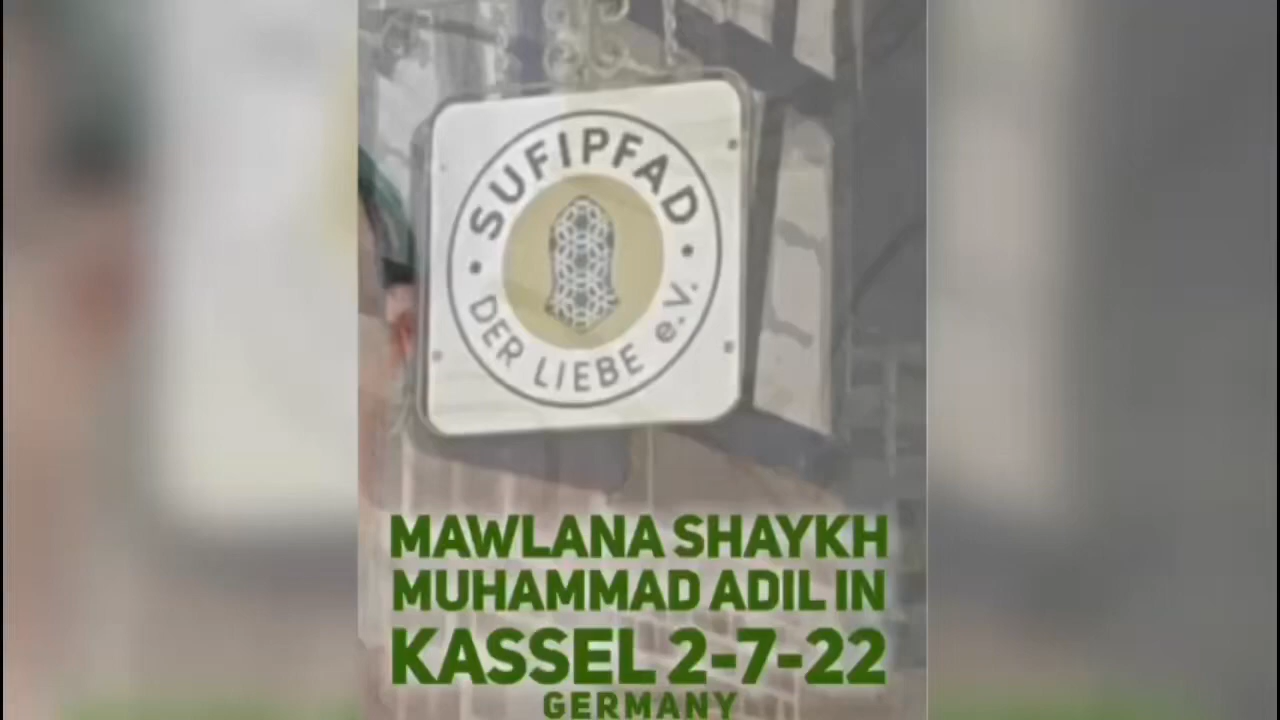 SUFIPFAD
DER LIEBE e.V.
MAWLANA SHAYKH
MUHAMMAD ADIL IN
KASSEL 2-7-22
GERMANY